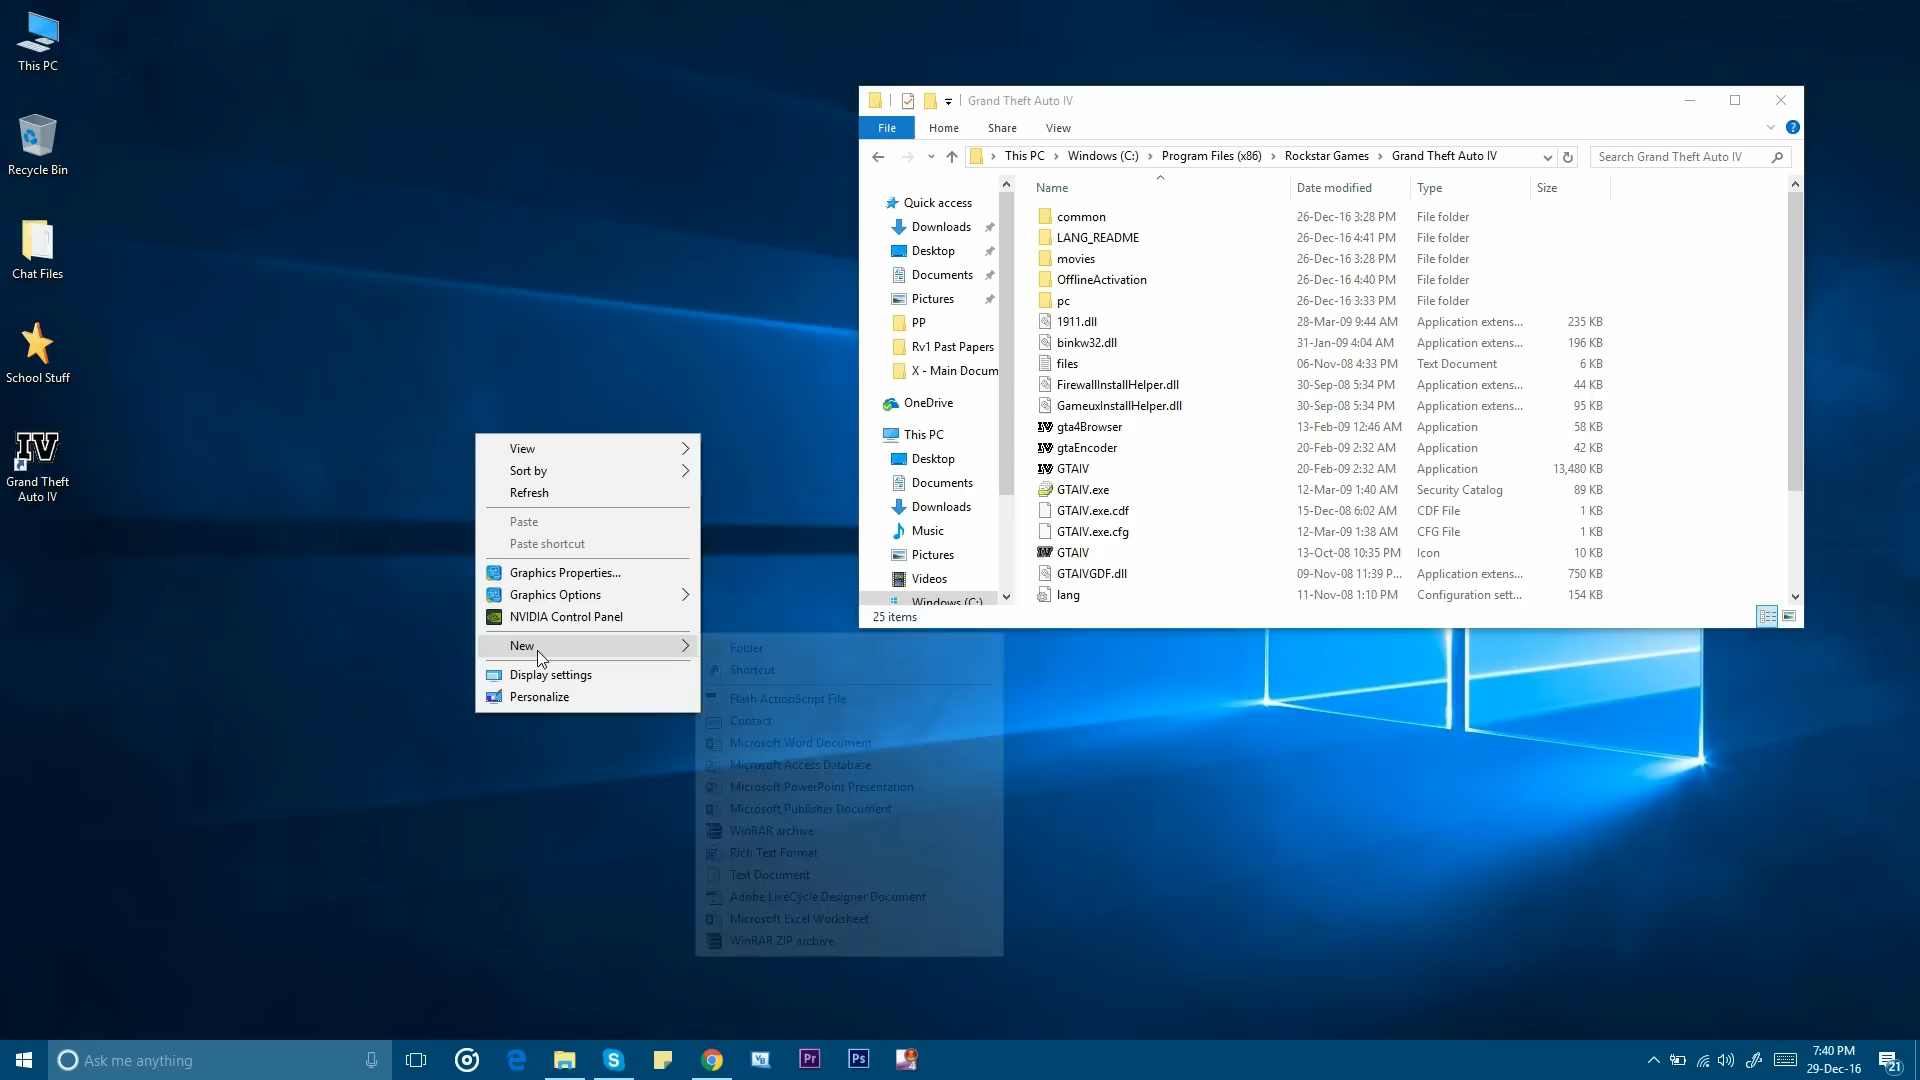 This PC
Recycle Bin
Chat Files
School Stuff
IV
Grand Theft
Auto IV
View
Sort by
Refresh
Paste
Paste shortcut
Graphics Properties...
Graphics Options
NVIDIA Control Panel
New
Display settings
Personalize
Folder
Shortcut
Flash ActionScript File
Contact
Microsoft Word Document
Microsoft Access Database
Microsoft PowerPoint Presentation
Microsoft Publisher Document
WinRAR archive
Rich Text Format
Text Document
Adobe LiveCycle Designer Document
Microsoft Excel Worksheet
WinRAR ZIP archive
Grand Theft Auto IV
File Home Share View
This PC > Windows (C:) > Program Files (x86) > Rockstar Games > Grand Theft Auto IV
Search Grand Theft Auto IV
Quick access
Downloads
Desktop
Documents
Pictures
PP
Rv1 Past Papers
X - Main Docum
OneDrive
This PC
Desktop
Documents
Downloads
Music
Pictures
Videos
Windows (C:)
Name Date modified Type Size
common 26-Dec-16 3:28 PM File folder
LANG_README 26-Dec-16 4:41 PM File folder
movies 26-Dec-16 3:28 PM File folder
OfflineActivation 26-Dec-16 4:40 PM File folder
pc 26-Dec-16 3:33 PM File folder
1911.dll 28-Mar-09 9:44 AM Application extens... 235 KB
binkw32.dll 31-Jan-09 4:04 AM Application extens... 196 KB
files 06-Nov-08 4:33 PM Text Document 6 KB
FirewallInstallHelper.dll 30-Sep-08 5:34 PM Application extens... 44 KB
GameuxInstallHelper.dll 30-Sep-08 5:34 PM Application extens... 95 KB
gta4Browser 13-Feb-09 12:46 AM Application 58 KB
gtaEncoder 20-Feb-09 2:32 AM Application 42 KB
GTAIV 20-Feb-09 2:32 AM Application 13,480 KB
GTAIV.exe 12-Mar-09 1:40 AM Security Catalog 89 KB
GTAIV.exe.cdf 15-Dec-08 6:02 AM CDF File 1 KB
GTAIV.exe.cfg 12-Mar-09 1:38 AM CFG File 1 KB
GTAIV 13-Oct-08 10:35 PM Icon 10 KB
GTAIVGDF.dll 09-Nov-08 11:39 P... Application extens... 750 KB
lang 11-Nov-08 1:10 PM Configuration sett... 154 KB
25 items
Ask me anything
Pr
Ps
7:40 PM
29-Dec-16
21